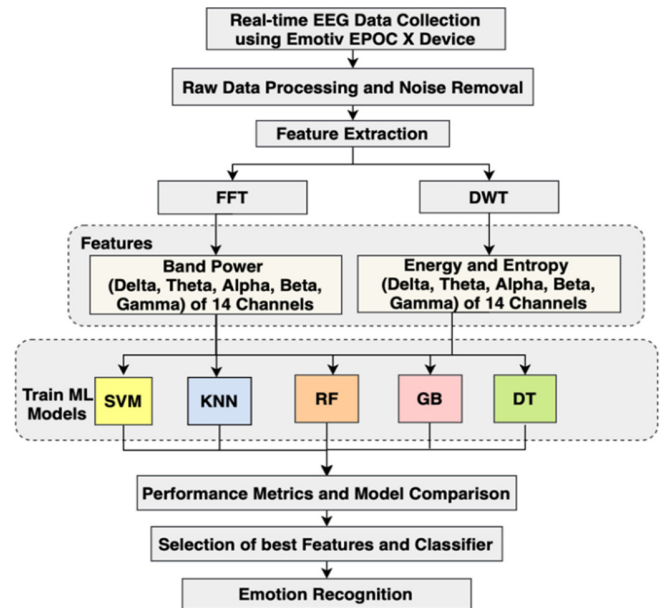 Real-time EEG Data Collection
using Emotiv EPOC X Device
Raw Data Processing and Noise Removal
Feature Extraction
FFT
DWT
Features
Band Power
(Delta, Theta, Alpha, Beta,
Gamma) of 14 Channels
Energy and Entropy
(Delta, Theta, Alpha, Beta,
Gamma) of 14 Channels
Train ML
Models
SVM
KNN
RF
GB
DT
Performance Metrics and Model Comparison
Selection of best Features and Classifier
Emotion Recognition